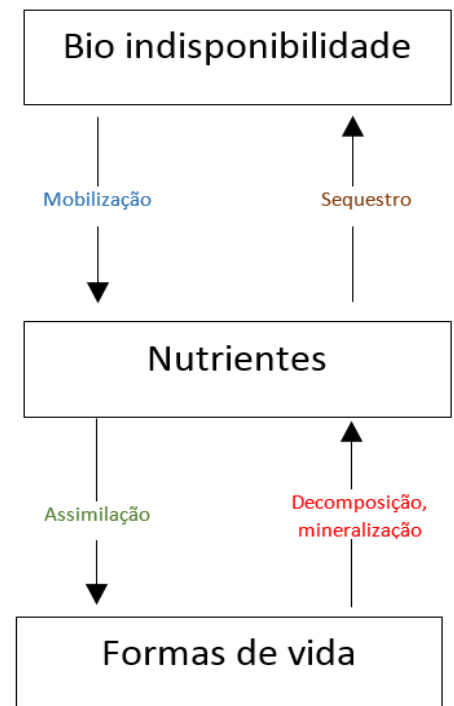 Bio indisponibilidade
Mobilização
Sequestro
Nutrientes
Assimilação
Decomposição,
mineralização
Formas de vida